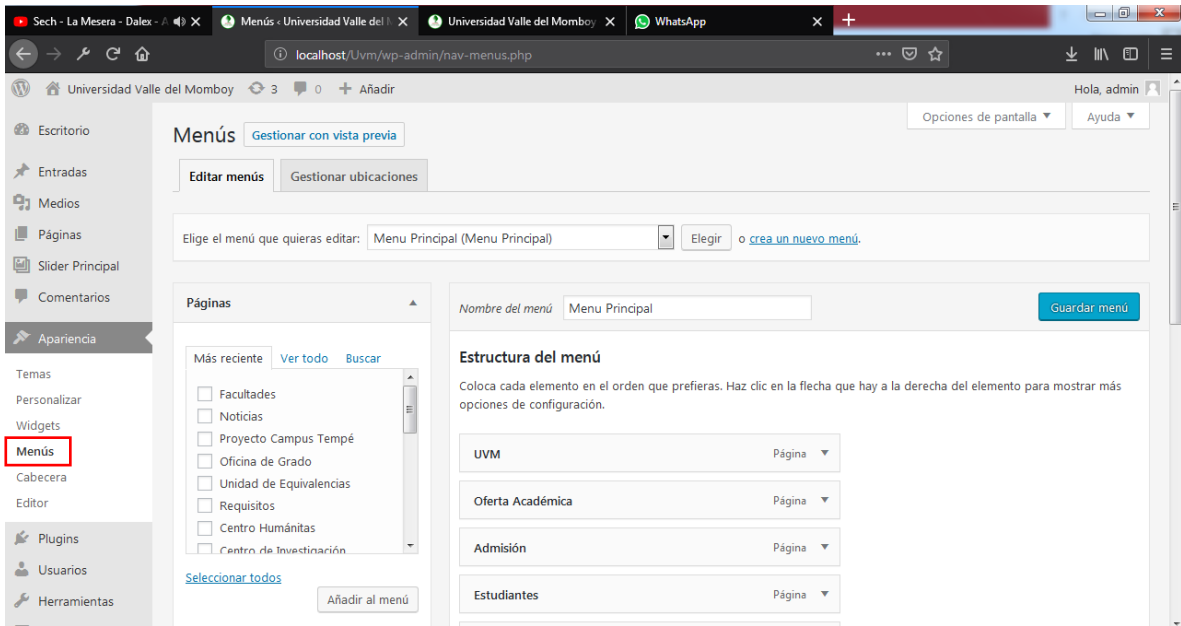 Sech - La Mesera - Dalex - A
Menús ‹ Universidad Valle del M
Universidad Valle del Momboy
WhatsApp
localhost/Uvm/wp-admin/nav-menus.php
Universidad Valle del Momboy 3 0 Añadir
Hola, admin
Opciones de pantalla Ayuda
Escritorio
Entradas
Medios
Páginas
Slider Principal
Comentarios
Apariencia
Temas
Personalizar
Widgets
Menús
Cabecera
Editor
Plugins
Usuarios
Herramientas
Menús Gestionar con vista previa
Editar menús Gestionar ubicaciones
Elige el menú que quieras editar: Menu Principal (Menu Principal) Elegir o crea un nuevo menú.
Páginas
Más reciente Ver todo Buscar
Facultades
Noticias
Proyecto Campus Tempé
Oficina de Grado
Unidad de Equivalencias
Requisitos
Centro Humánitas
Centro de Investigación
Seleccionar todos
Añadir al menú
Nombre del menú Menu Principal Guardar menú
Estructura del menú
Coloca cada elemento en el orden que prefieras. Haz clic en la flecha que hay a la derecha del elemento para mostrar más
opciones de configuración.
UVM Página
Oferta Académica Página
Admisión Página
Estudiantes Página